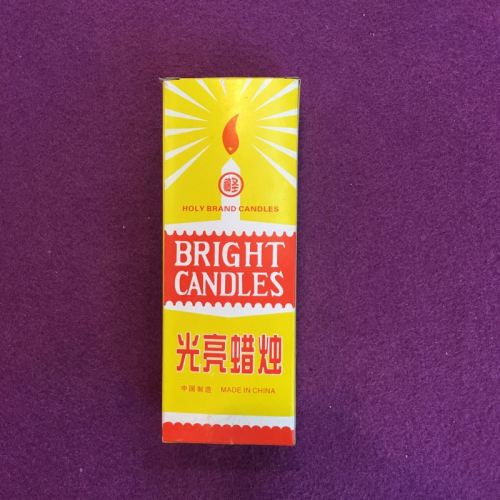 HOLY BRAND CANDLES
BRIGHT
CANDLES
光亮蜡烛
中国制造 MADE IN CHINA